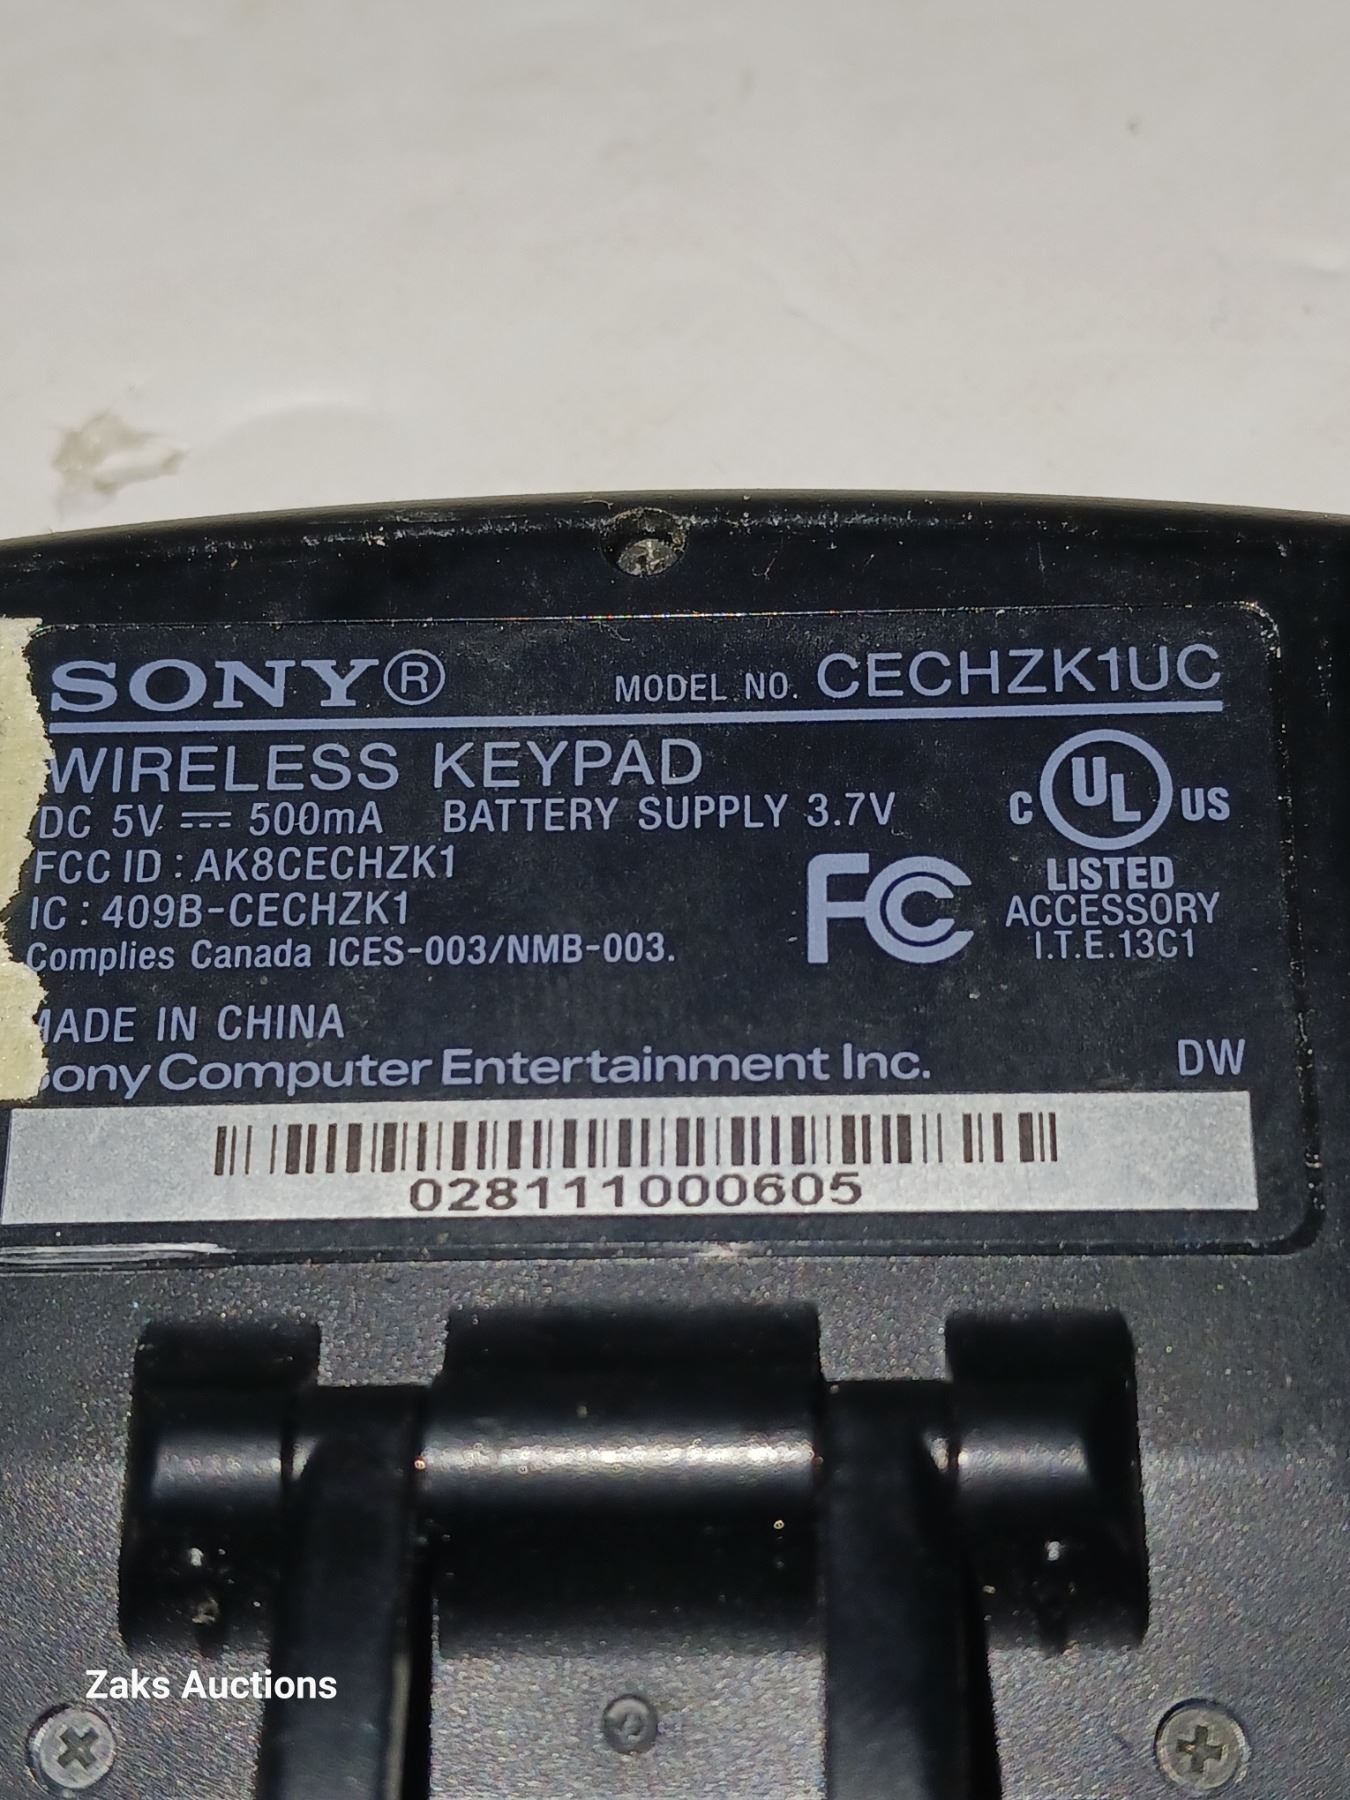 SONY®
MODEL NO. CECHZK1UC
WIRELESS KEYPAD
DC 5V ⎓ 500mA BATTERY SUPPLY 3.7V
FCC ID : AK8CECHZK1
IC : 409B-CECHZK1
Complies Canada ICES-003/NMB-003.
C UL US
LISTED
ACCESSORY
I.T.E. 13C1
FC
MADE IN CHINA
Sony Computer Entertainment Inc.
DW
028111000605
Zaks Auctions